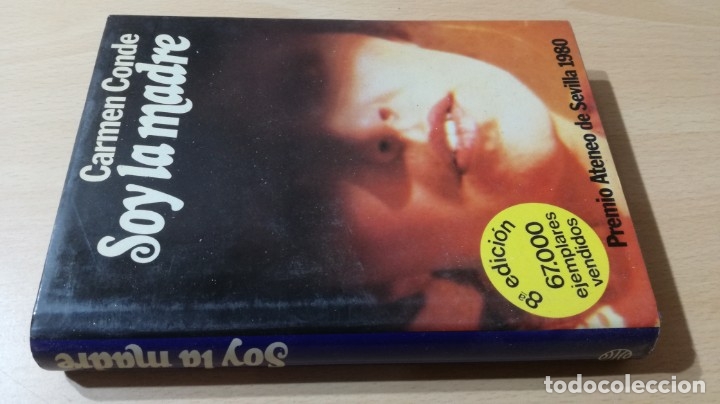 Carmen Conde
Soy la madre
8ª edición
67.000
ejemplares
vendidos
Premio Ateneo de Sevilla 1980
Soy la madre
todocoleccion.net